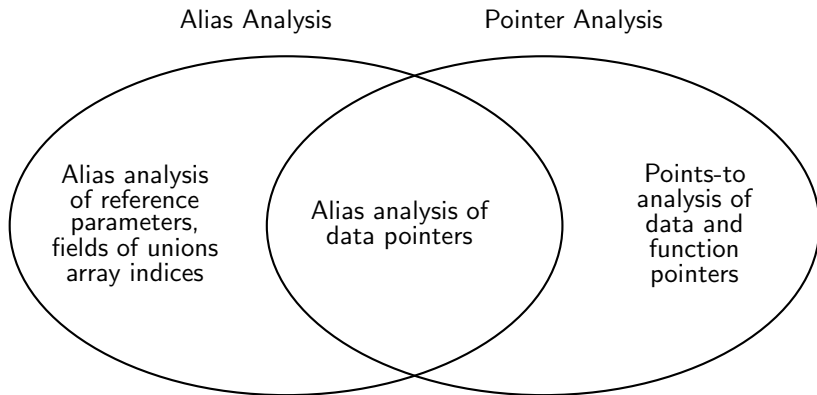 Alias Analysis
Pointer Analysis
Alias analysis
of reference
parameters,
fields of unions
array indices
Alias analysis of
data pointers
Points-to
analysis of
data and
function
pointers